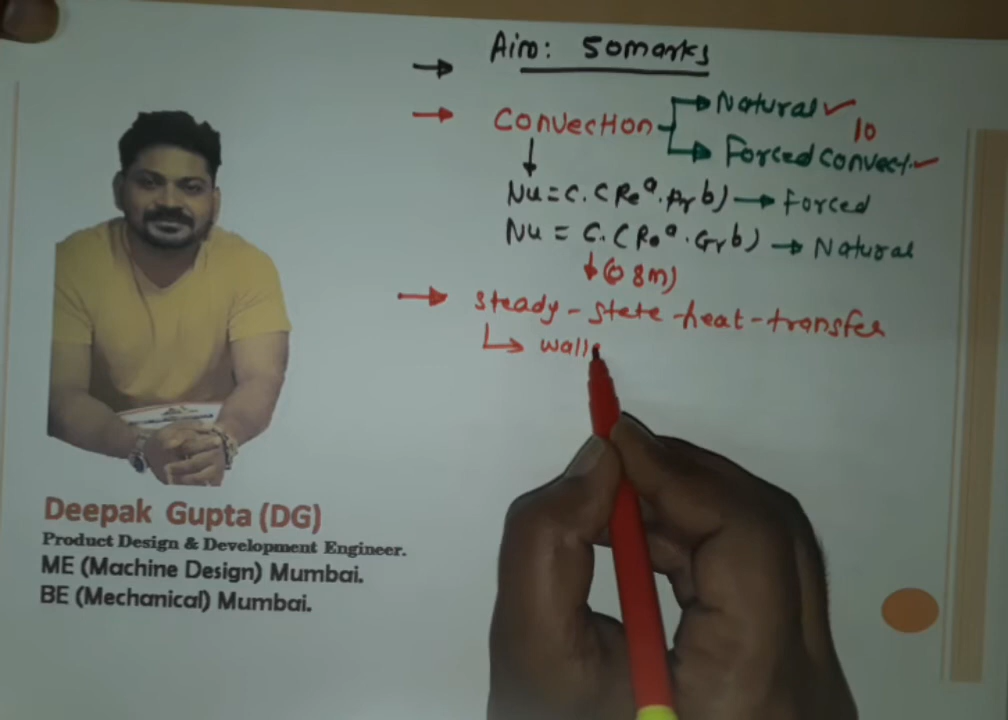 → Aim: 50marks
→ Convection → Natural ✓ 10
→ Forced convect. ✓
Nu = C.(Re^a.Pr^b) → Forced
Nu = C.(Re^a.Gr^b) → Natural
↓ (08m)
→ steady-state-heat-transfer
↳ walls
Deepak Gupta (DG)
Product Design & Development Engineer.
ME (Machine Design) Mumbai.
BE (Mechanical) Mumbai.